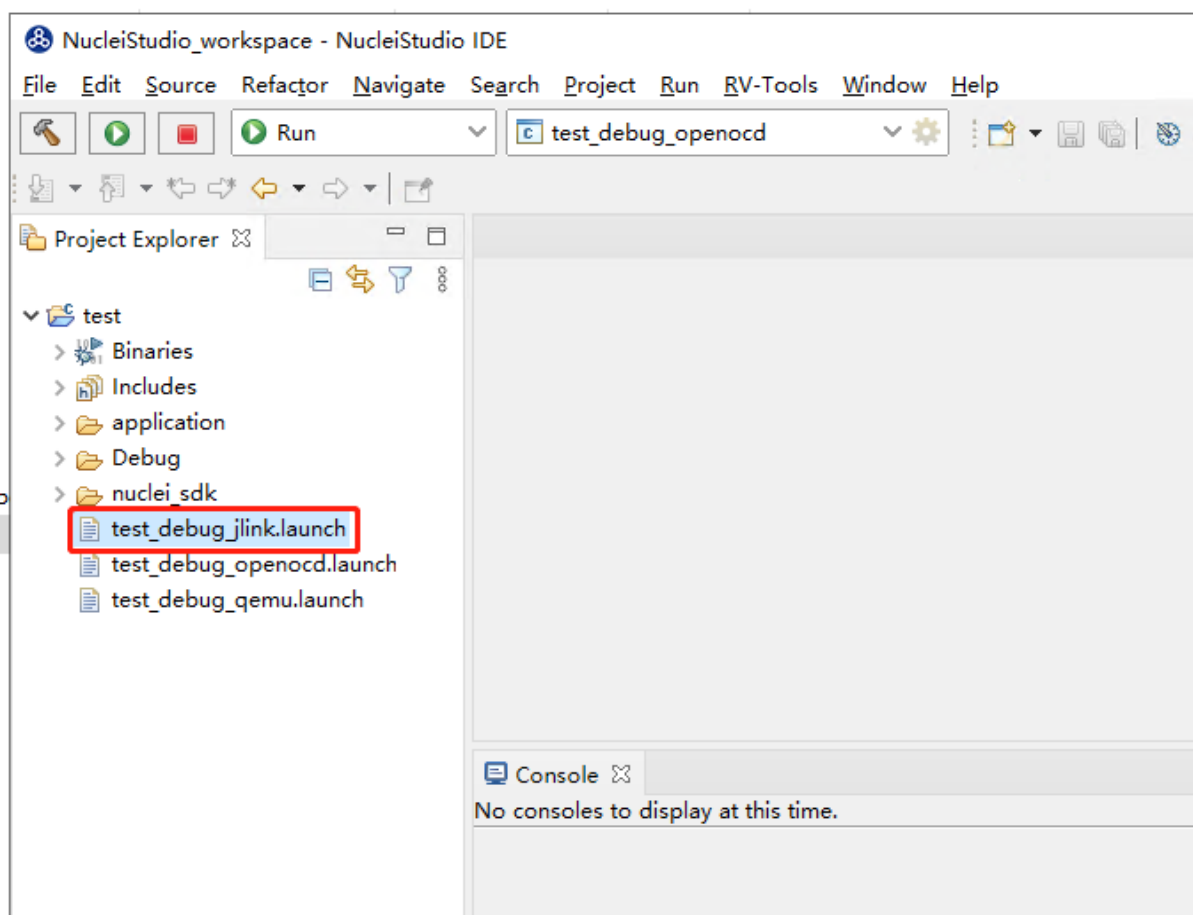 NucleiStudio_workspace - NucleiStudio IDE
File Edit Source Refactor Navigate Search Project Run RV-Tools Window Help
Run test_debug_openocd
Project Explorer
test
Binaries
Includes
application
Debug
nuclei_sdk
test_debug_jlink.launch
test_debug_openocd.launch
test_debug_qemu.launch
Console
No consoles to display at this time.